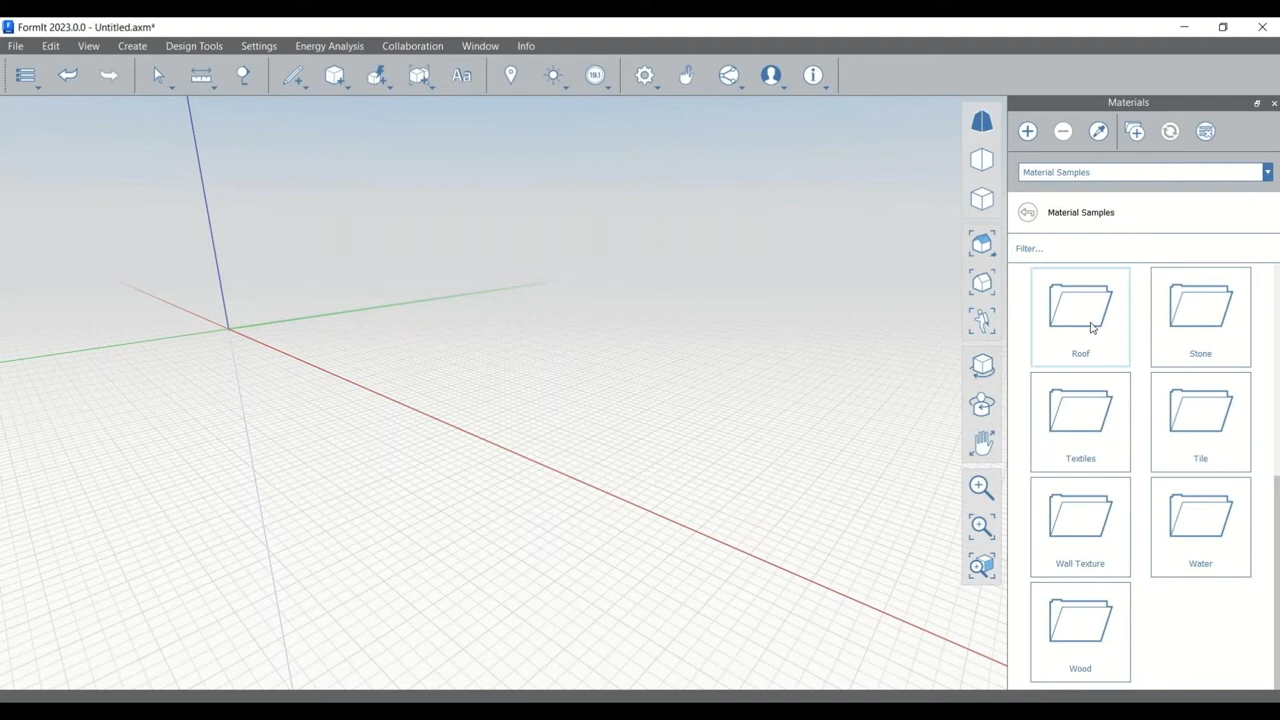 FormIt 2023.0.0 - Untitled.axm*
File Edit View Create Design Tools Settings Energy Analysis Collaboration Window Info
Aa
191
Materials
Material Samples
Material Samples
Filter...
Roof Stone
Textiles Tile
Wall Texture Water
Wood